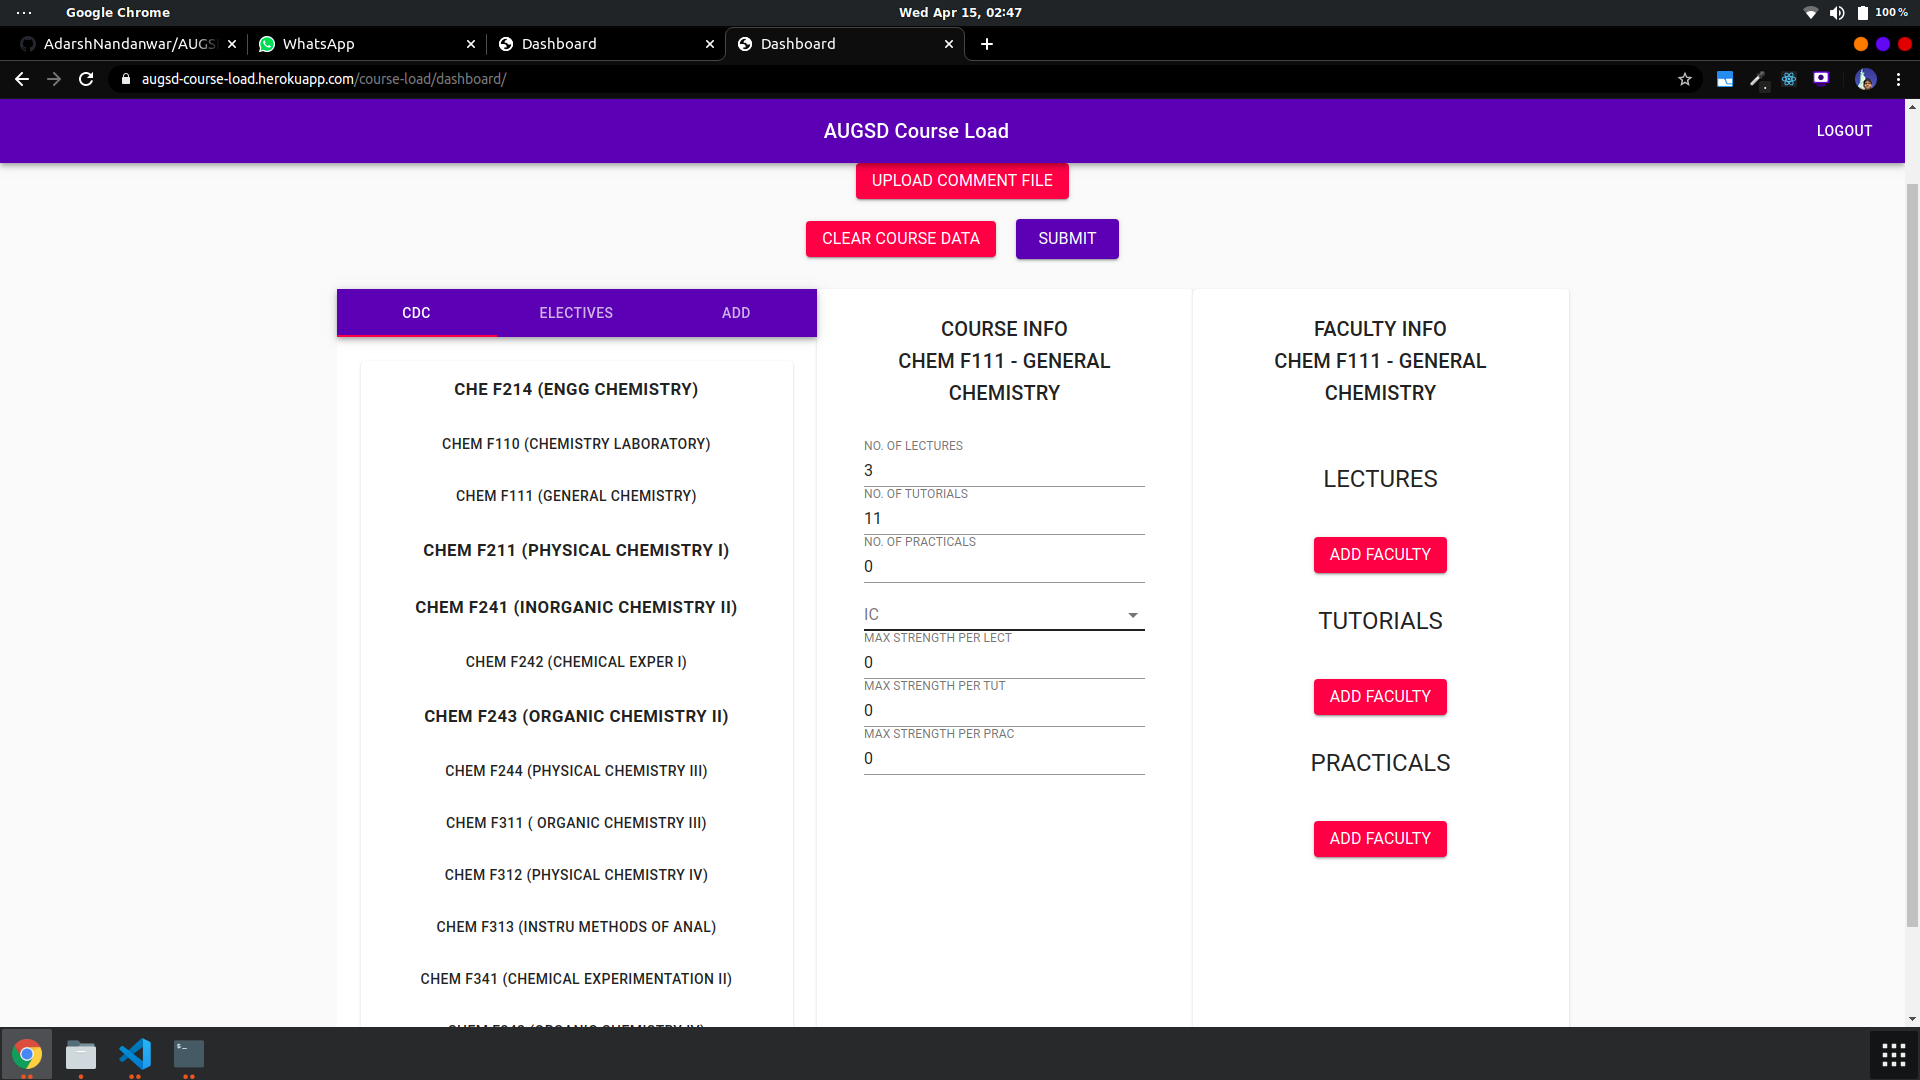 Google Chrome
Wed Apr 15, 02:47
100 %
AdarshNandanwar/AUGS
WhatsApp
Dashboard
Dashboard
augsd-course-load.herokuapp.com/course-load/dashboard/
AUGSD Course Load
LOGOUT
UPLOAD COMMENT FILE
CLEAR COURSE DATA
SUBMIT
CDC
ELECTIVES
ADD
CHE F214 (ENGG CHEMISTRY)
CHEM F110 (CHEMISTRY LABORATORY)
CHEM F111 (GENERAL CHEMISTRY)
CHEM F211 (PHYSICAL CHEMISTRY I)
CHEM F241 (INORGANIC CHEMISTRY II)
CHEM F242 (CHEMICAL EXPER I)
CHEM F243 (ORGANIC CHEMISTRY II)
CHEM F244 (PHYSICAL CHEMISTRY III)
CHEM F311 ( ORGANIC CHEMISTRY III)
CHEM F312 (PHYSICAL CHEMISTRY IV)
CHEM F313 (INSTRU METHODS OF ANAL)
CHEM F341 (CHEMICAL EXPERIMENTATION II)
COURSE INFO
CHEM F111 - GENERAL
CHEMISTRY
NO. OF LECTURES
3
NO. OF TUTORIALS
11
NO. OF PRACTICALS
0
IC
MAX STRENGTH PER LECT
0
MAX STRENGTH PER TUT
0
MAX STRENGTH PER PRAC
0
FACULTY INFO
CHEM F111 - GENERAL
CHEMISTRY
LECTURES
ADD FACULTY
TUTORIALS
ADD FACULTY
PRACTICALS
ADD FACULTY